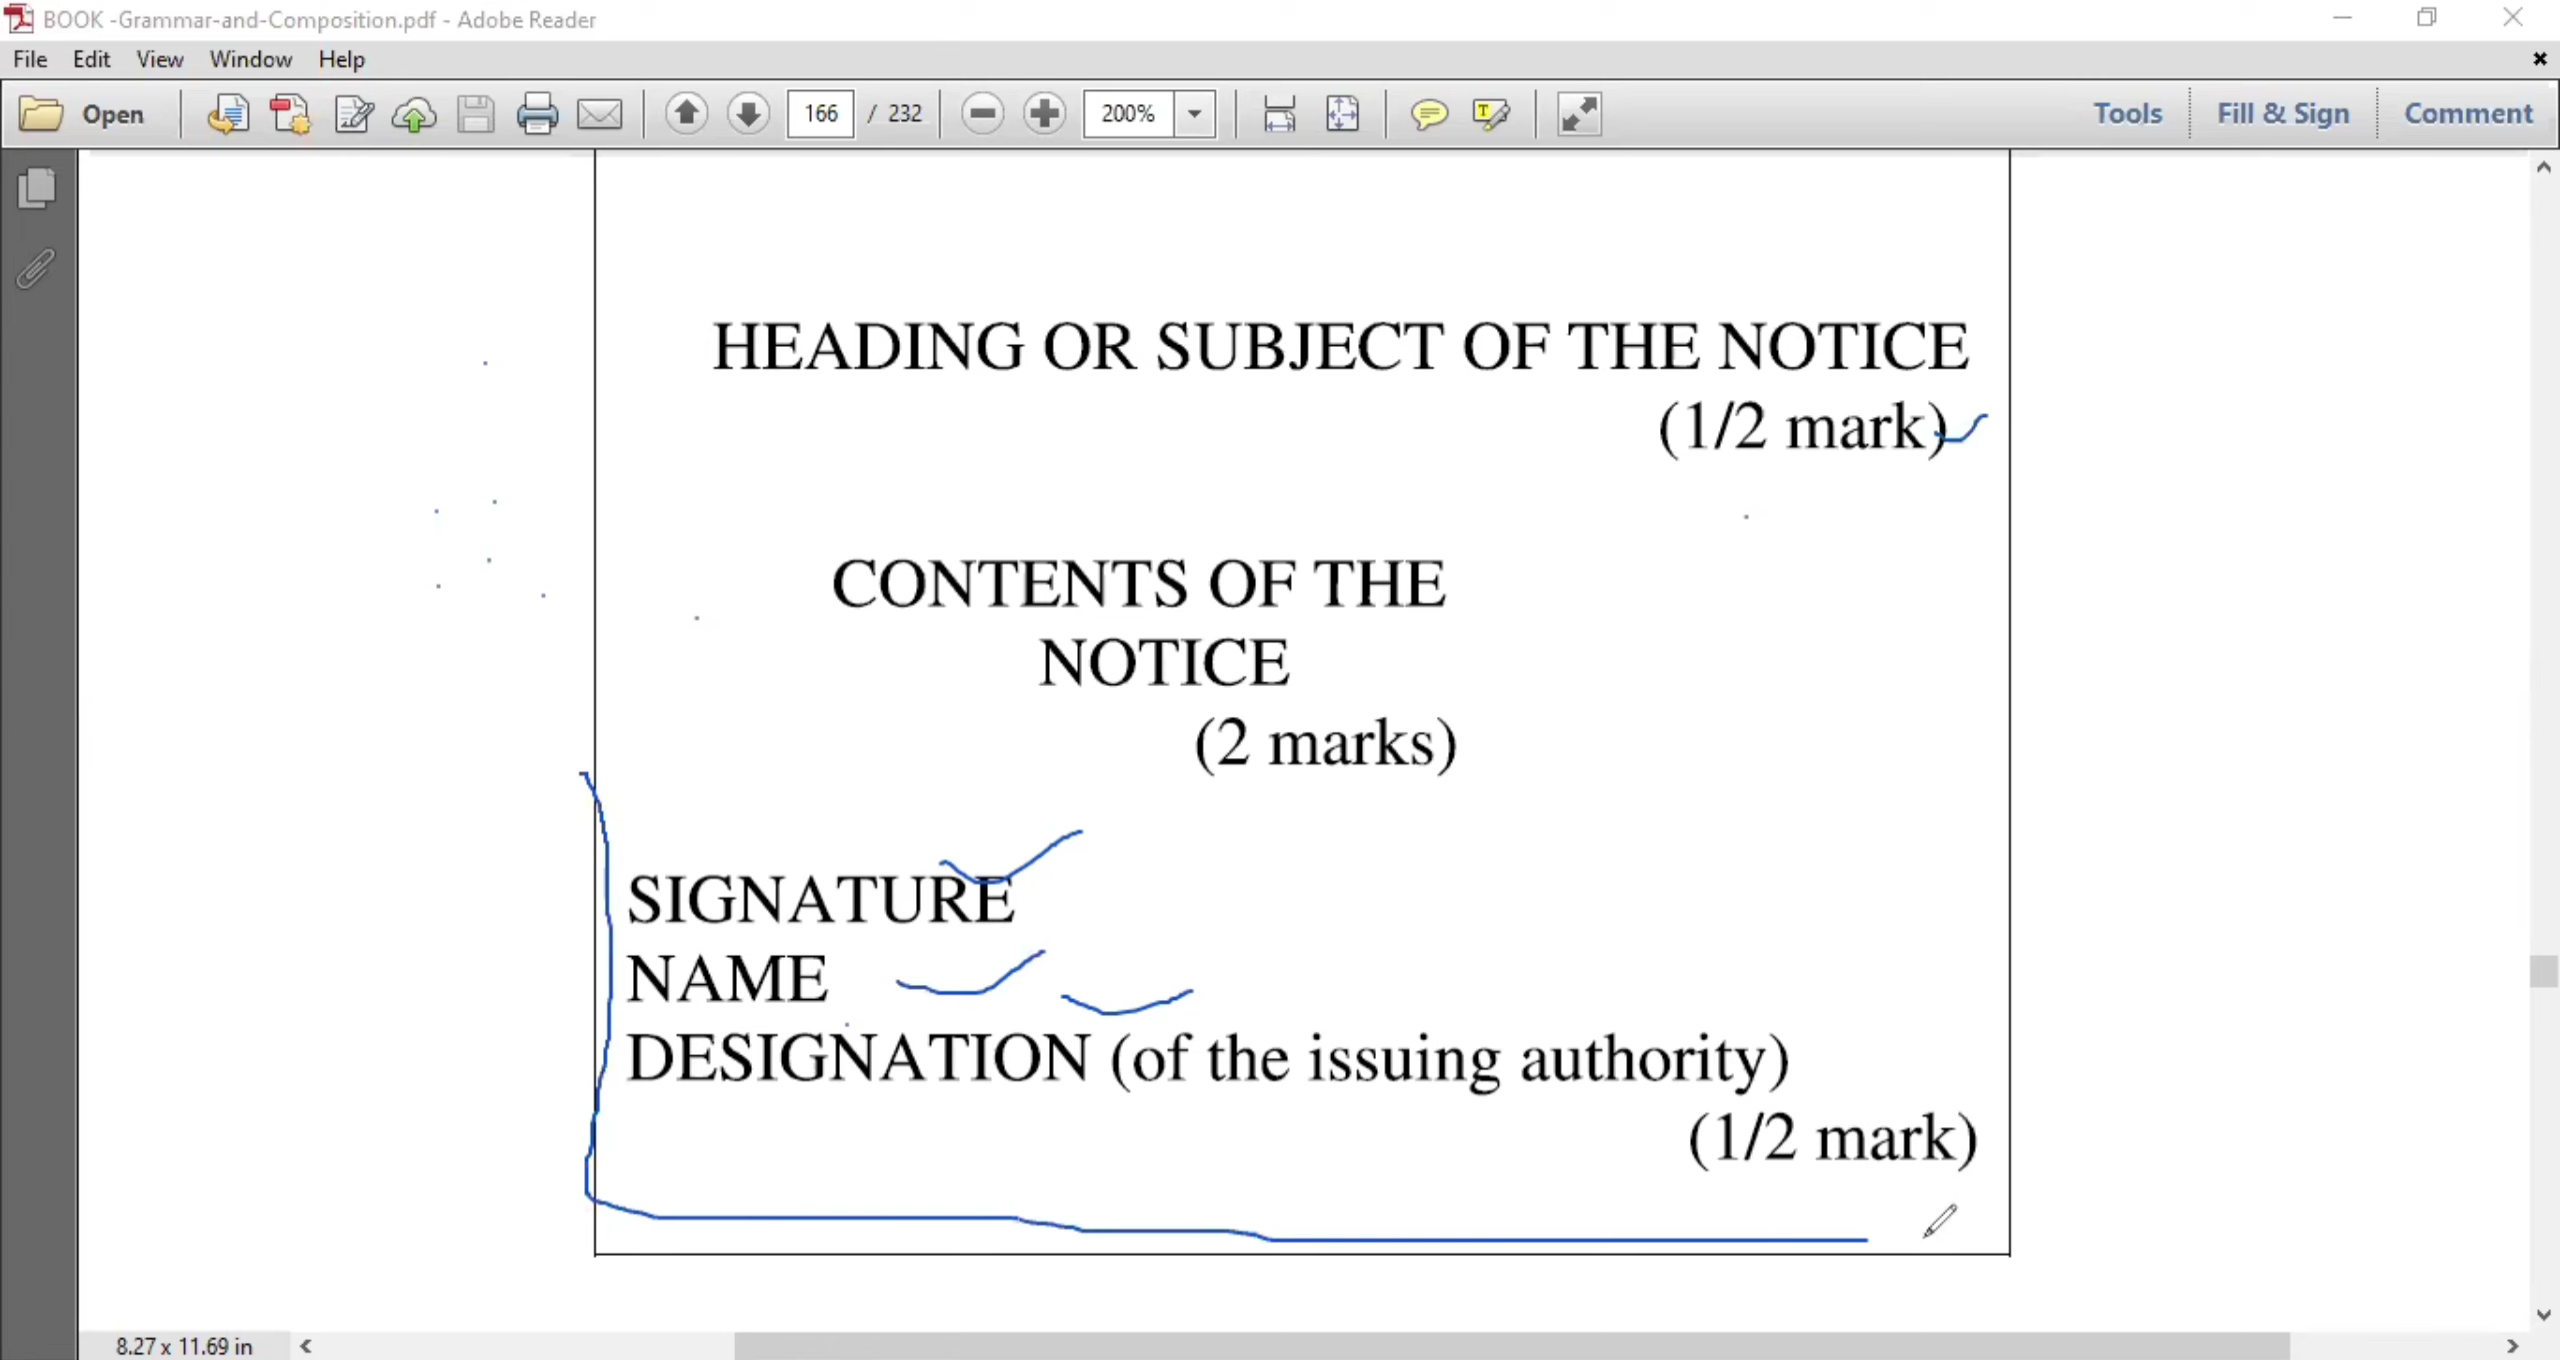 BOOK -Grammar-and-Composition.pdf - Adobe Reader
File Edit View Window Help
Open 166 / 232 200% Tools Fill & Sign Comment
HEADING OR SUBJECT OF THE NOTICE
(1/2 mark)
CONTENTS OF THE
NOTICE
(2 marks)
SIGNATURE
NAME
DESIGNATION (of the issuing authority)
(1/2 mark)
8.27 x 11.69 in